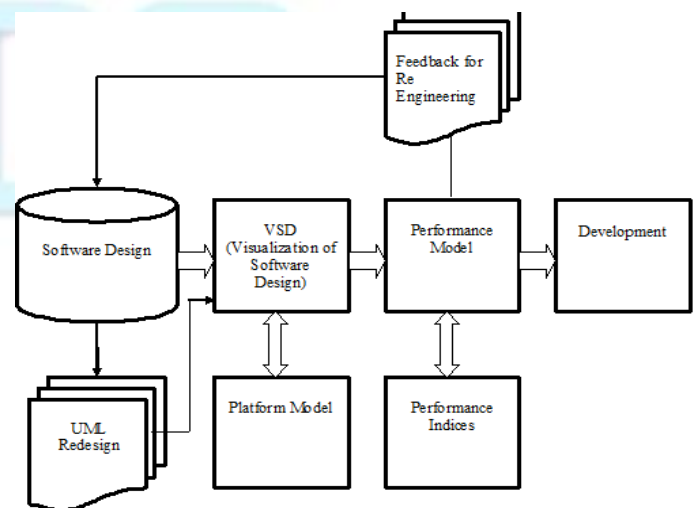 Feedback for
Re
Engineering
Software Design
VSD
(Visualization of
Software
Design)
Performance
Model
Development
UML
Redesign
Platform Model
Performance
Indices